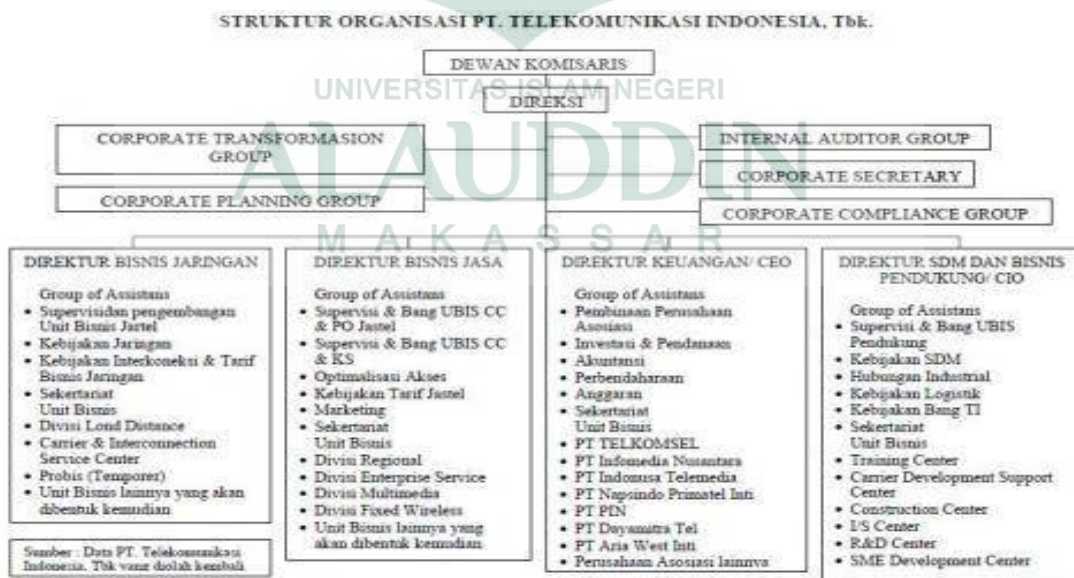 STRUKTUR ORGANISASI PT. TELEKOMUNIKASI INDONESIA, Tbk.
DEWAN KOMISARIS
UNIVERSITAS ISLAM NEGERI
DIREKSI
CORPORATE TRANSFORMASION
GROUP
INTERNAL AUDITOR GROUP
ALAUDDIN
CORPORATE SECRETARY
CORPORATE PLANNING GROUP
CORPORATE COMPLIANCE GROUP
MAKASSAR
DIREKTUR BISNIS JARINGAN
Group of Assistans
• Supervisidan pengembangan
Unit Bisnis Jartel
• Kebijakan Jaringan
• Kebijakan Interkoneksi & Tarif
Bisnis Jaringan
• Sekertariat
Unit Bisnis
• Divisi Lond Distance
• Carrier & Interconnection
Service Center
• Probis (Temporer)
• Unit Bisnis lainnya yang akan
dibentuk kemudian
DIREKTUR BISNIS JASA
Group of Assistans
• Supervisi & Bang UBIS CC
& PO Jastel
• Supervisi & Bang UBIS CC
& KS
• Optimalisasi Akses
• Kebijakan Tarif Jastel
• Marketing
• Sekertariat
Unit Bisnis
• Divisi Regional
• Divisi Enterprise Service
• Divisi Multimedia
• Divisi Fixed Wireless
• Unit Bisnis lainnya yang
akan dibentuk kemudian
DIREKTUR KEUANGAN/ CEO
Group of Assistans
• Pembinaan Perusahaan
Asosiasi
• Investasi & Pendanaan
• Akuntansi
• Perbendaharaan
• Anggaran
• Sekertariat
Unit Bisnis
• PT TELKOMSEL
• PT Infomedia Nusantara
• PT Indonusa Telemedia
• PT Napsindo Primatel Inti
• PT PIN
• PT Dayamitra Tel
• PT Aria West Inti
• Perusahaan Asosiasi lainnya
DIREKTUR SDM DAN BISNIS
PENDUKUNG/ CIO
Group of Assistans
• Supervisi & Bang UBIS
Pendukung
• Kebijakan SDM
• Hubungan Industrial
• Kebijakan Logistik
• Kebijakan Bang TI
• Sekertariat
Unit Bisnis
• Training Center
• Carrier Development Support
Center
• Construction Center
• I/S Center
• R&D Center
• SME Development Center
Sumber : Data PT. Telekomunikasi
Indonesia, Tbk yang diolah kembali